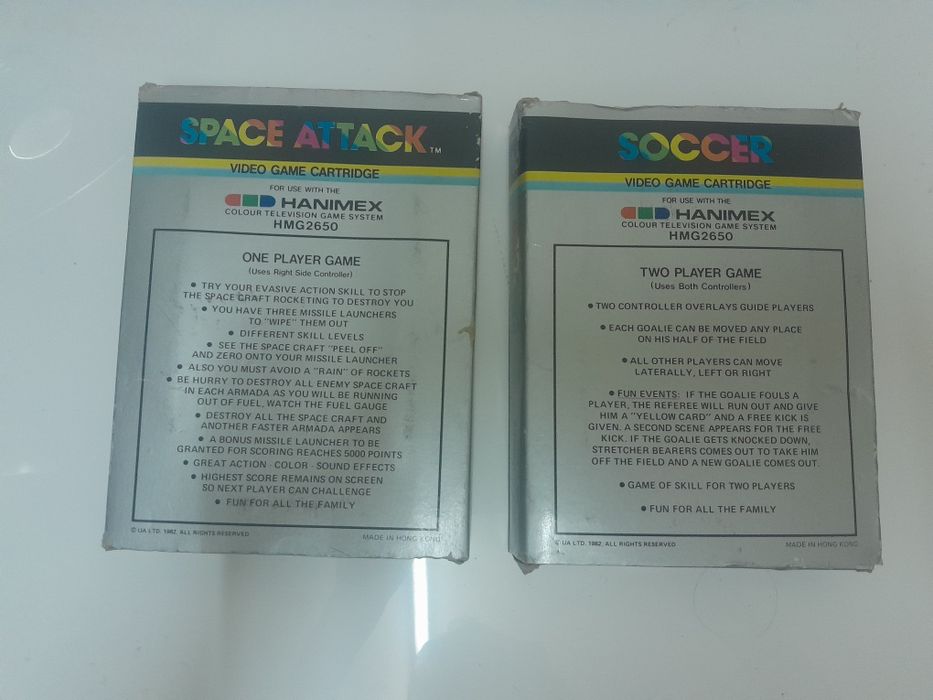 SPACE ATTACK™
VIDEO GAME CARTRIDGE
FOR USE WITH THE
HANIMEX
COLOUR TELEVISION GAME SYSTEM
HMG2650
ONE PLAYER GAME
(Uses Right Side Controller)
• TRY YOUR EVASIVE ACTION SKILL TO STOP
THE SPACE CRAFT ROCKETING TO DESTROY YOU
• YOU HAVE THREE MISSILE LAUNCHERS
TO "WIPE" THEM OUT
• DIFFERENT SKILL LEVELS
• SEE THE SPACE CRAFT "PEEL OFF"
AND ZERO ONTO YOUR MISSILE LAUNCHER
• ALSO YOU MUST AVOID A "RAIN" OF ROCKETS
• BE HURRY TO DESTROY ALL ENEMY SPACE CRAFT
IN EACH ARMADA AS YOU WILL BE RUNNING
OUT OF FUEL, WATCH THE FUEL GAUGE
• DESTROY ALL THE SPACE CRAFT AND
ANOTHER FASTER ARMADA APPEARS
• A BONUS MISSILE LAUNCHER TO BE
GRANTED FOR SCORING REACHES 5000 POINTS
• GREAT ACTION - COLOR - SOUND EFFECTS
• HIGHEST SCORE REMAINS ON SCREEN
SO NEXT PLAYER CAN CHALLENGE
• FUN FOR ALL THE FAMILY
© UA LTD. 1982. ALL RIGHTS RESERVED
MADE IN HONG KONG
SOCCER
VIDEO GAME CARTRIDGE
FOR USE WITH THE
HANIMEX
COLOUR TELEVISION GAME SYSTEM
HMG2650
TWO PLAYER GAME
(Uses Both Controllers)
• TWO CONTROLLER OVERLAYS GUIDE PLAYERS
• EACH GOALIE CAN BE MOVED ANY PLACE
ON HIS HALF OF THE FIELD
• ALL OTHER PLAYERS CAN MOVE
LATERALLY, LEFT OR RIGHT
• FUN EVENTS: IF THE GOALIE FOULS A
PLAYER, THE REFEREE WILL RUN OUT AND GIVE
HIM A "YELLOW CARD" AND A FREE KICK IS
GIVEN. A SECOND SCENE APPEARS FOR THE FREE
KICK. IF THE GOALIE GETS KNOCKED DOWN,
STRETCHER BEARERS COMES OUT TO TAKE HIM
OFF THE FIELD AND A NEW GOALIE COMES OUT.
• GAME OF SKILL FOR TWO PLAYERS
• FUN FOR ALL THE FAMILY
© UA LTD. 1982. ALL RIGHTS RESERVED
MADE IN HONG KONG